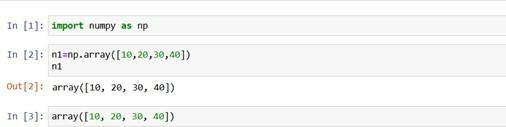 In [1]: import numpy as np
In [2]: n1=np.array([10,20,30,40])
n1
Out[2]: array([10, 20, 30, 40])
In [3]: array([10, 20, 30, 40])